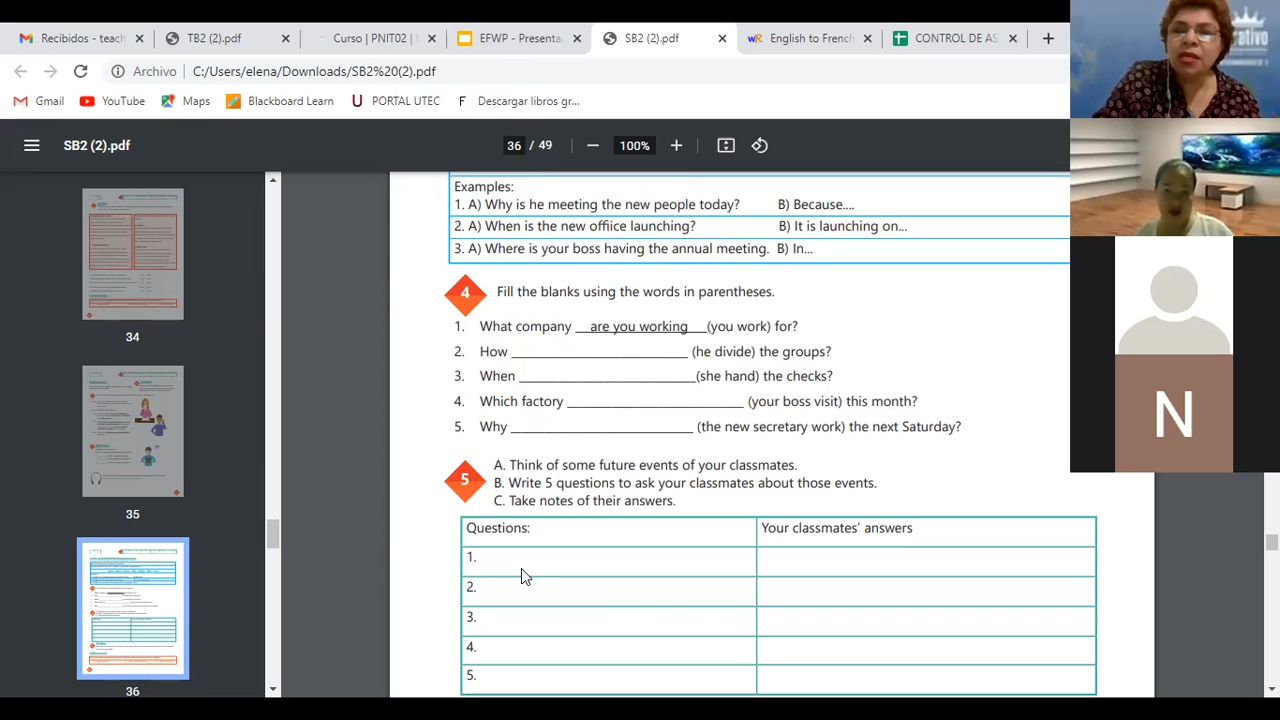 Recibidos - teach
TB2 (2).pdf
Curso | PNIT02 |
EFWP - Presenta
SB2 (2).pdf
English to French
CONTROL DE AS
Archivo
C:/Users/elena/Downloads/SB2%20(2).pdf
Gmail
YouTube
Maps
Blackboard Learn
PORTAL UTEC
Descargar libros gr...
SB2 (2).pdf
36 / 49
100%
Examples:
1. A) Why is he meeting the new people today? B) Because....
2. A) When is the new office launching? B) It is launching on...
3. A) Where is your boss having the annual meeting. B) In...
4 Fill the blanks using the words in parentheses.
1. What company __are you working___(you work) for?
2. How _______________________ (he divide) the groups?
3. When _______________________(she hand) the checks?
4. Which factory _______________________ (your boss visit) this month?
5. Why ________________________ (the new secretary work) the next Saturday?
5
A. Think of some future events of your classmates.
B. Write 5 questions to ask your classmates about those events.
C. Take notes of their answers.
Questions: Your classmates' answers
1.
2.
3.
4.
5.
34
35
36
N